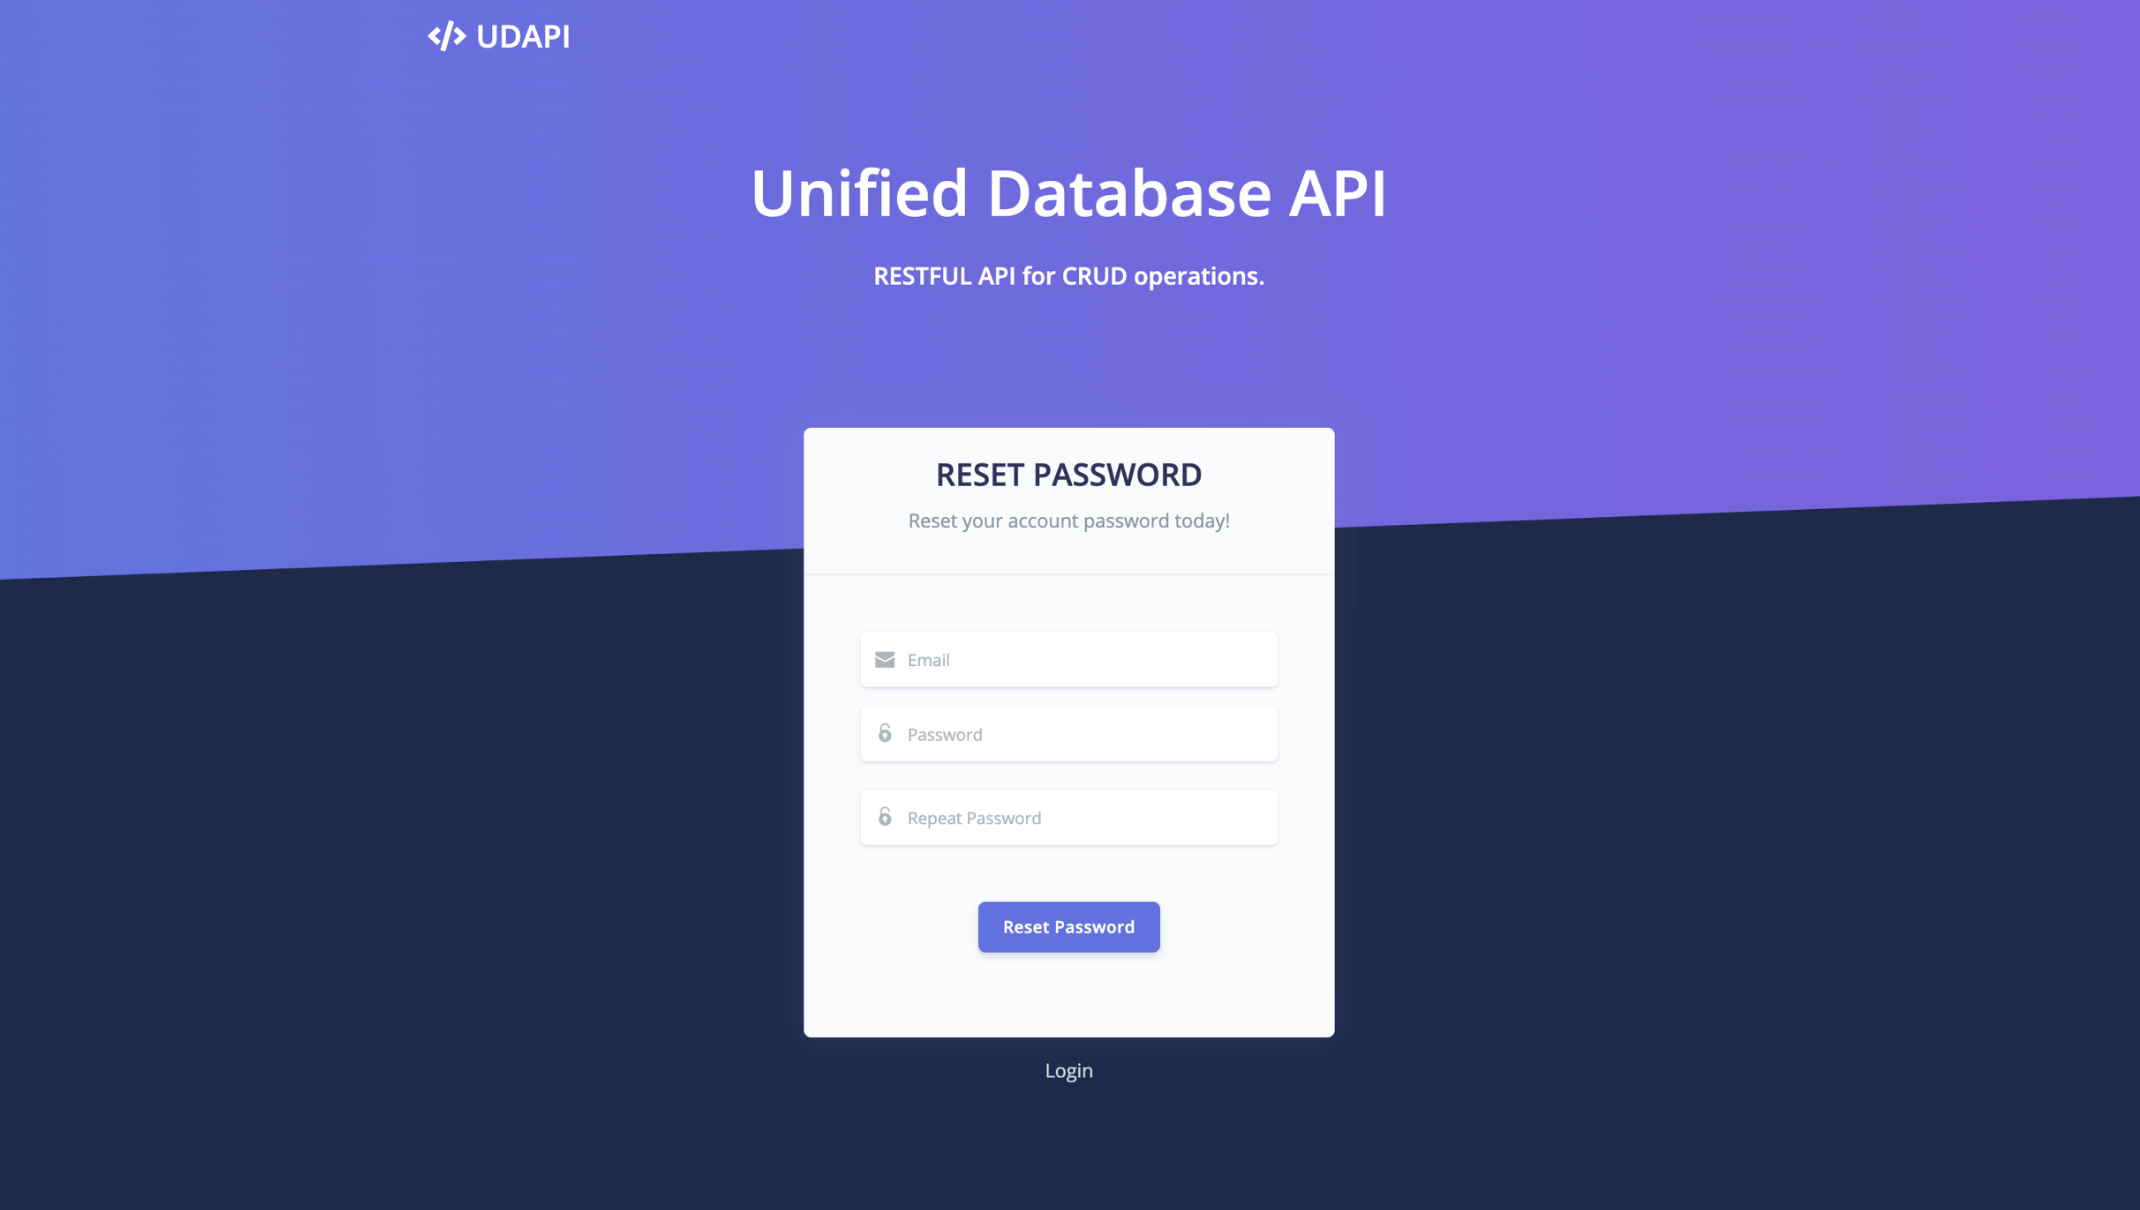 UDAPI
Unified Database API
RESTFUL API for CRUD operations.
RESET PASSWORD
Reset your account password today!
Email
Password
Repeat Password
Reset Password
Login